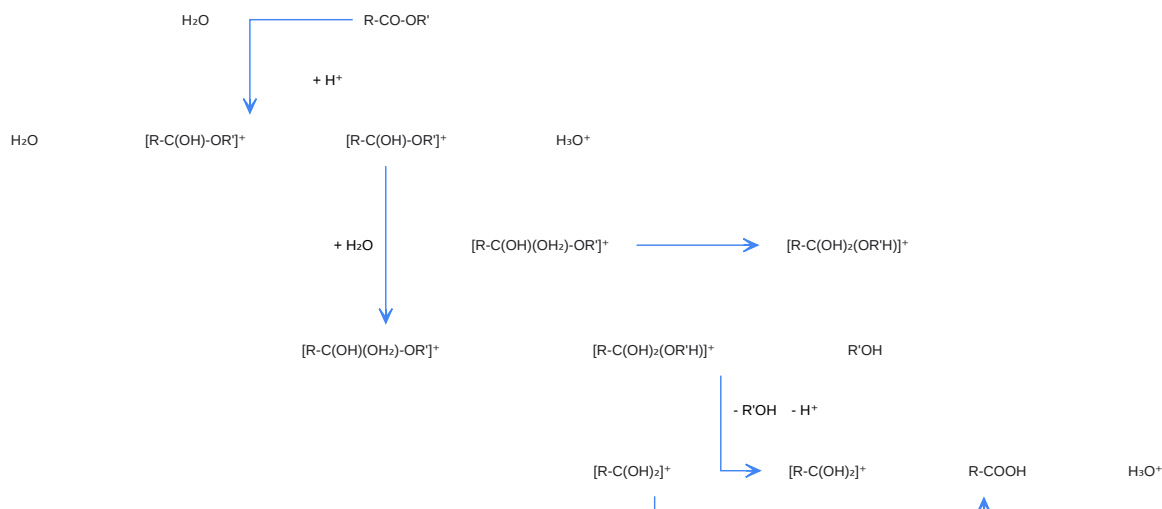 H₂O R-CO-OR'
+ H⁺
H₂O [R-C(OH)-OR']⁺ [R-C(OH)-OR']⁺ H₃O⁺
+ H₂O [R-C(OH)(OH₂)-OR']⁺ [R-C(OH)₂(OR'H)]⁺
[R-C(OH)(OH₂)-OR']⁺ [R-C(OH)₂(OR'H)]⁺ R'OH
- R'OH - H⁺
[R-C(OH)₂]⁺ [R-C(OH)₂]⁺ R-COOH H₃O⁺